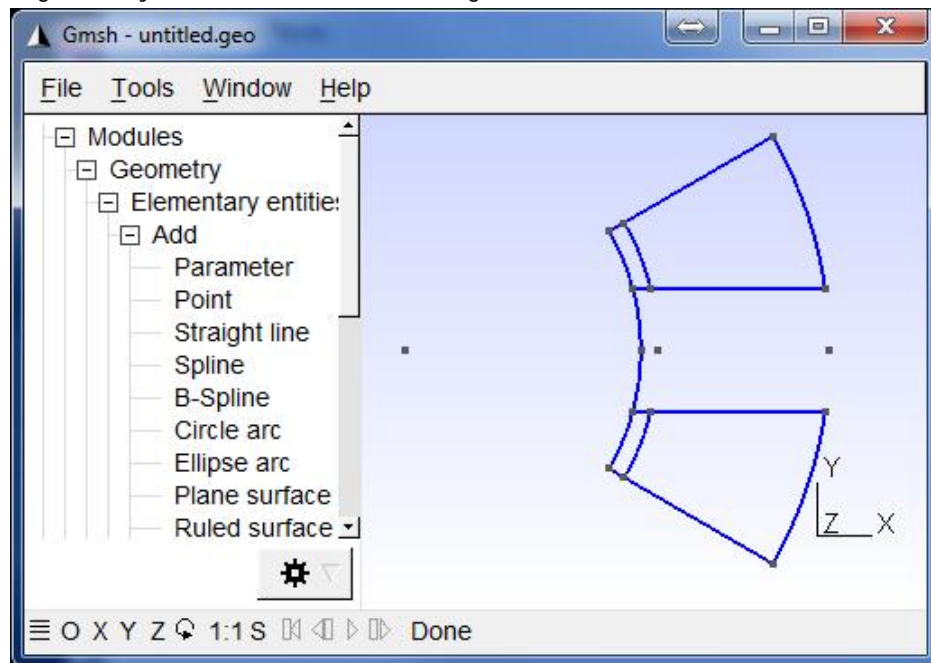 Gmsh - untitled.geo
File Tools Window Help
Modules
Geometry
Elementary entities
Add
Parameter
Point
Straight line
Spline
B-Spline
Circle arc
Ellipse arc
Plane surface
Ruled surface
Y
Z X
O X Y Z 1:1 S Done